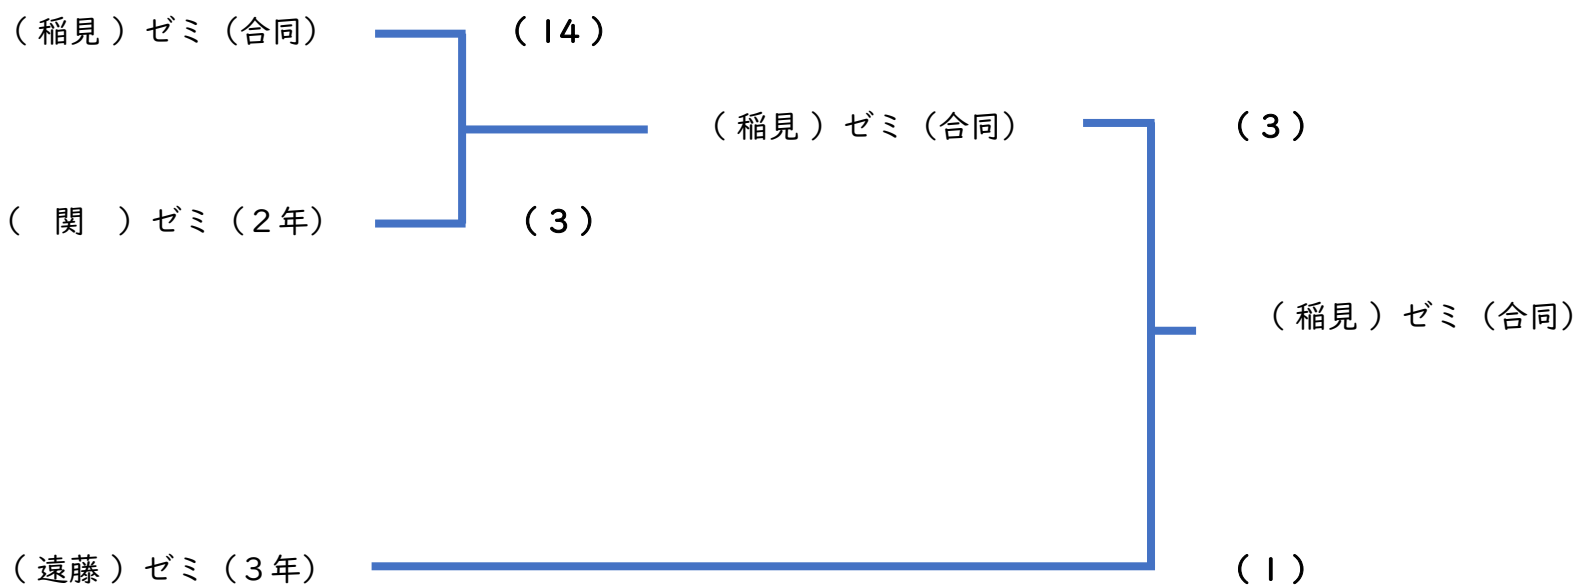 （ 稲見 ）ゼミ（合同） （ 14 ）
（ 稲見 ）ゼミ（合同） （ 3 ）
（　関　）ゼミ（２年） （ 3 ）
（ 稲見 ）ゼミ（合同）
（ 遠藤 ）ゼミ（３年） （ 1 ）